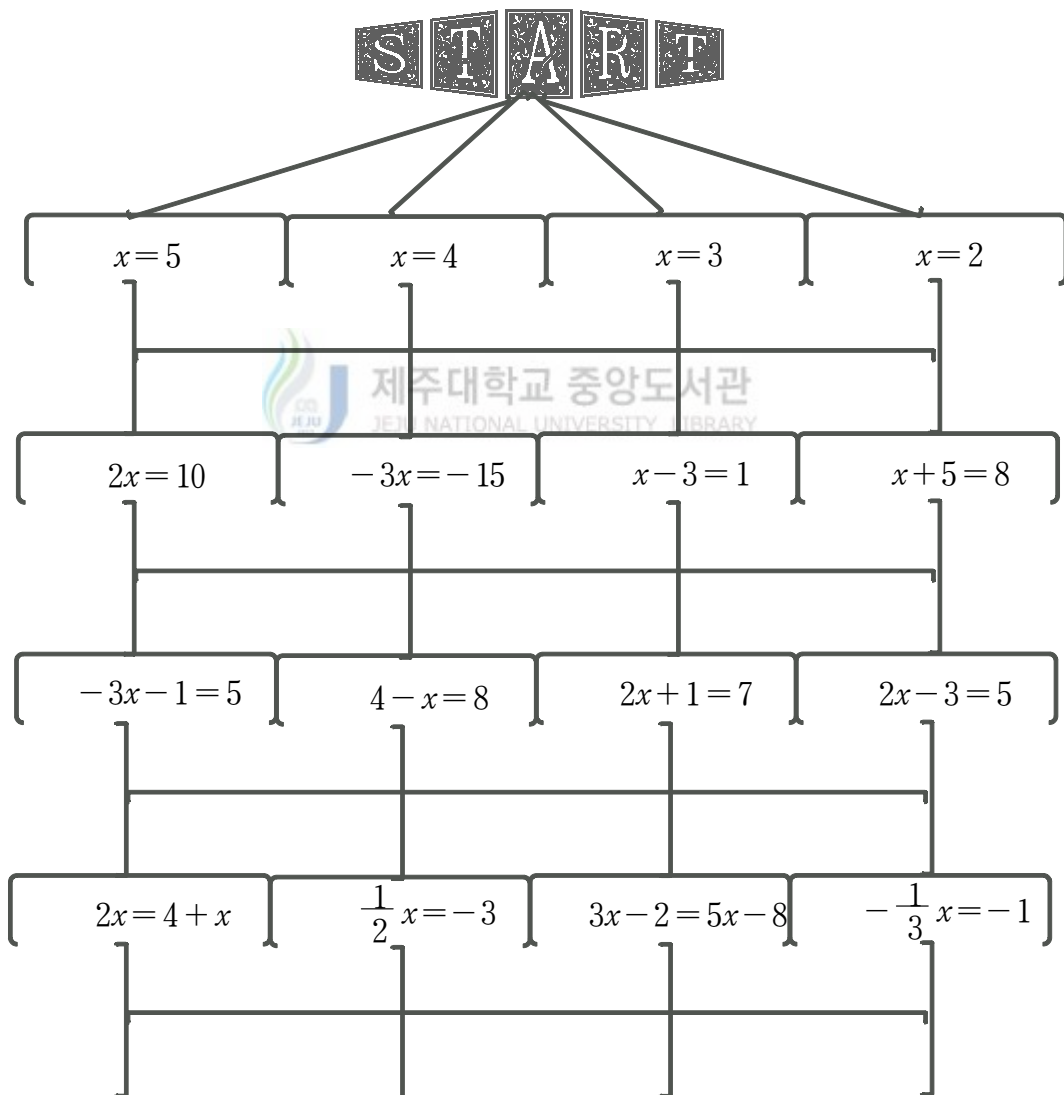 START
x=5 x=4 x=3 x=2
제주대학교 중앙도서관
JEJU
JEJU NATIONAL UNIVERSITY LIBRARY
2x=10 -3x=-15 x-3=1 x+5=8
-3x-1=5 4-x=8 2x+1=7 2x-3=5
2x=4+x 1/2 x=-3 3x-2=5x-8 -1/3 x=-1